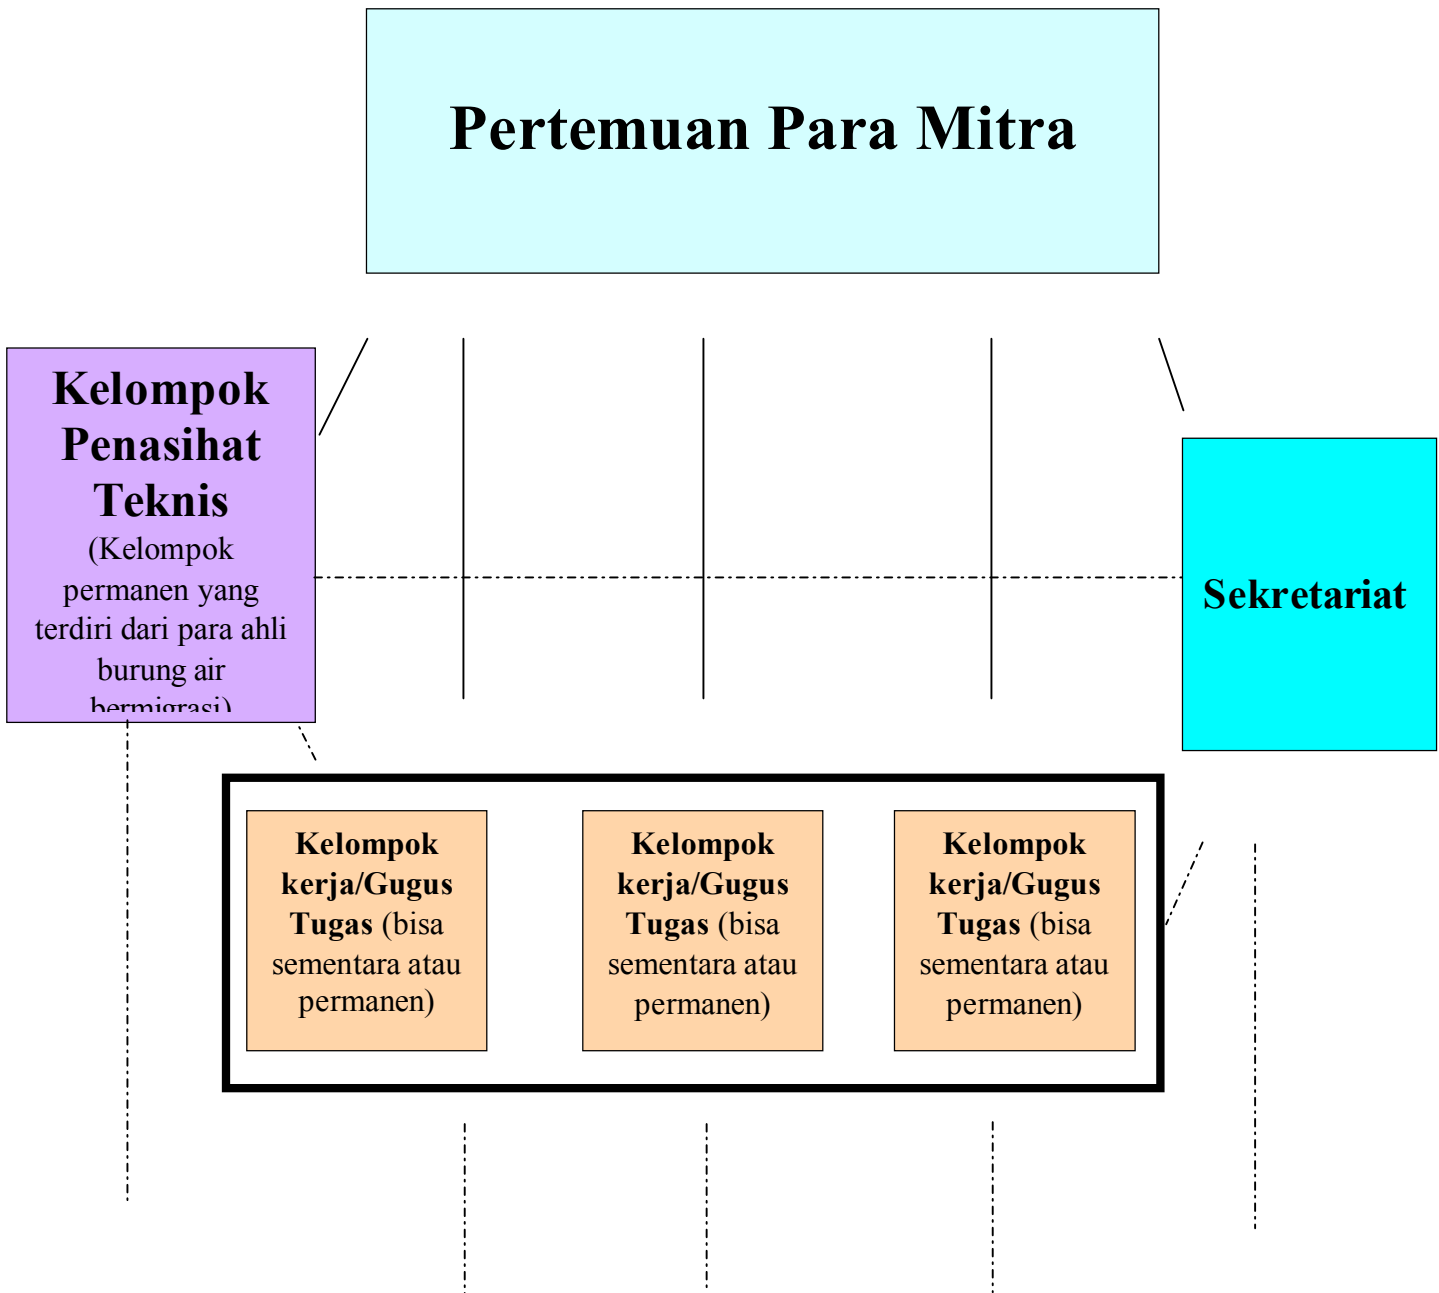 Pertemuan Para Mitra
Kelompok
Penasihat
Teknis
(Kelompok
permanen yang
terdiri dari para ahli
burung air
bermigrasi)
Sekretariat
Kelompok
kerja/Gugus
Tugas (bisa
sementara atau
permanen)
Kelompok
kerja/Gugus
Tugas (bisa
sementara atau
permanen)
Kelompok
kerja/Gugus
Tugas (bisa
sementara atau
permanen)